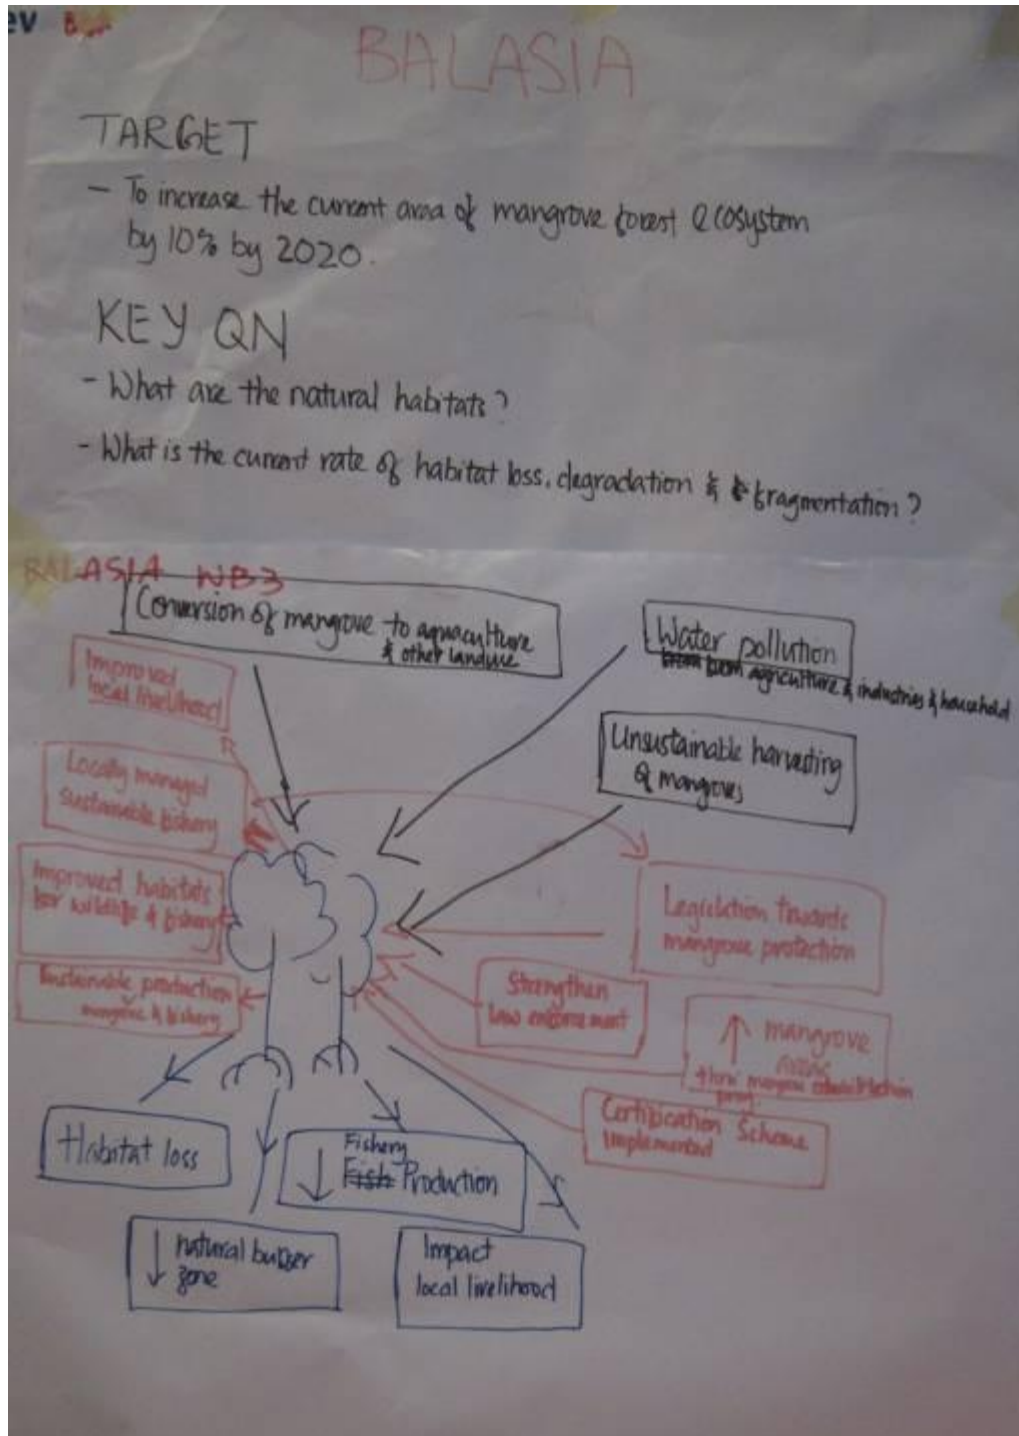 ev
BALASIA
TARGET
- To increase the current area of mangrove forest ecosystem
by 10% by 2020.
KEY QN
- What are the natural habitats?
- What is the current rate of habitat loss, degradation & fragmentation?
BALASIA WB3
Conversion of mangrove to aquaculture
& other landuse
Water pollution
from agriculture & industries & household
Improved
local livelihood
Unsustainable harvesting
of mangroves
Locally managed
sustainable fishery
Improved habitats
for wildlife & fishery
Legislation towards
mangrove protection
Sustainable production
mangrove & fishery
Strengthen
law enforcement
↑ mangrove
thru' mangrove
Certification Scheme
Implemented
Habitat loss
Fishery
↓ Fish Production
↓ natural buffer
zone
Impact
local livelihood